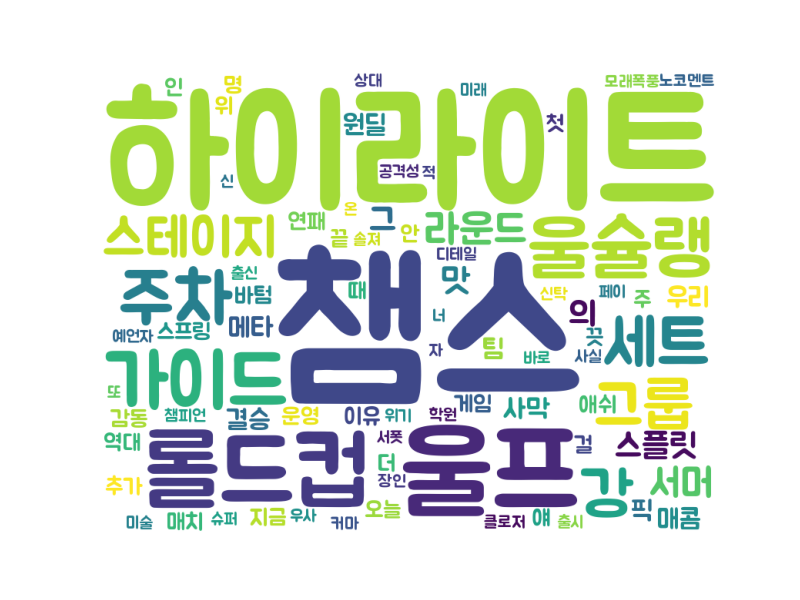 인 명 상대 미래 모래폭풍 노코멘트
위 원딜 첫
하이라이트
신 공격성 적
스테이지 연패 온 그 안 라운드 울슐랭
끝 솔져 디테일
주차 출신 바텀 때 챔스 맛 신탁 페이 주 우리
예언자 스프링 메타 너 의 끗 세트
또 가이드 자 팀 바로 사실
감동 챔피언 결승 운영 이유 위기 학원 게임 사막 애쉬 그룹
역대 롤드컵 서폿 울프 걸 스플릿
더 장인
추가 강 픽 서머
미술 매치 슈퍼 지금 우사 커마 오늘 클로저 얘 출시 매콤